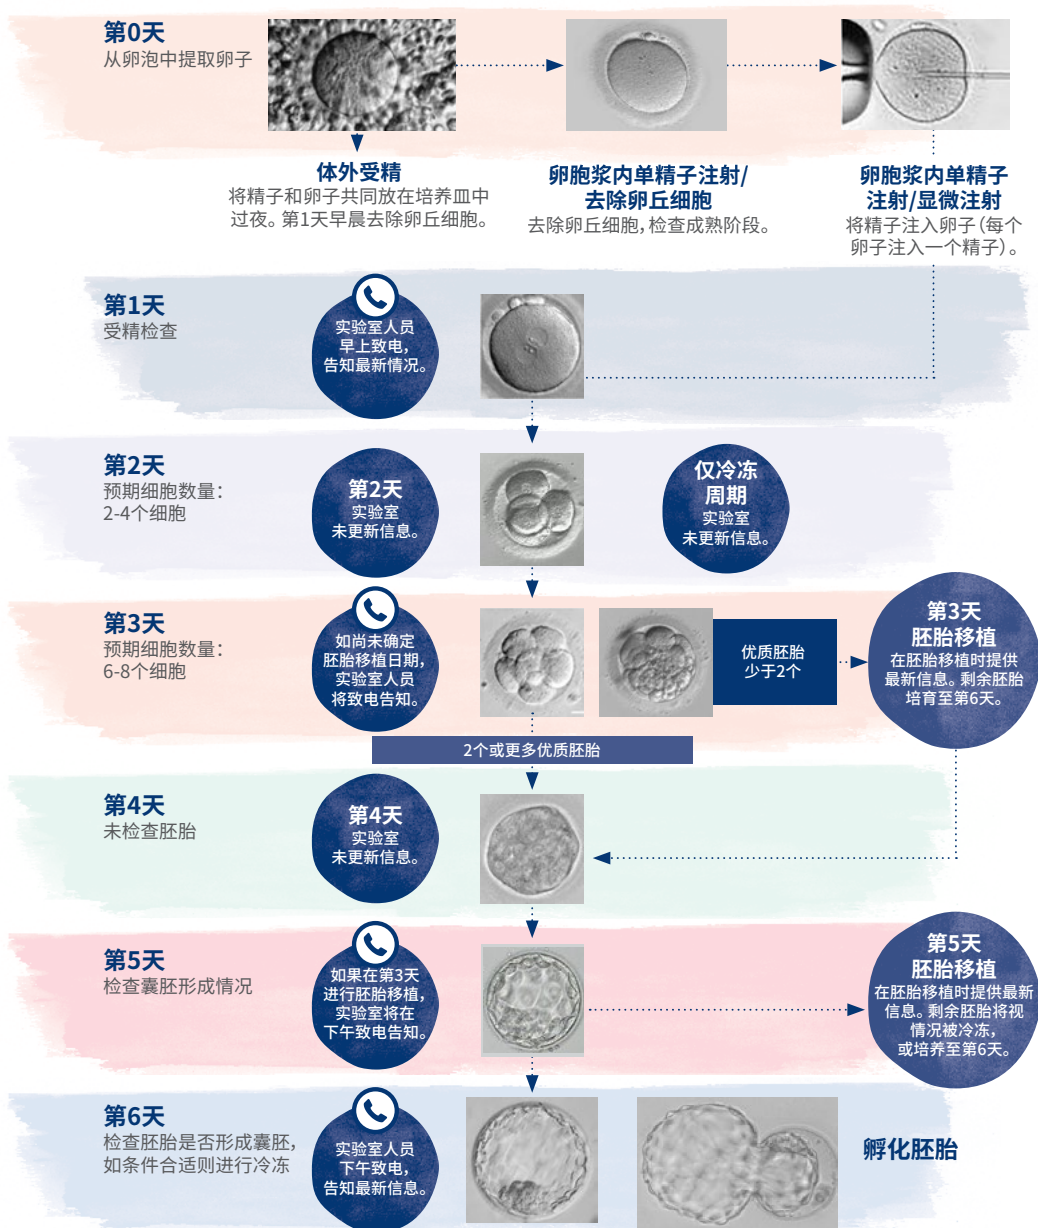 第0天
从卵泡中提取卵子
体外受精
将精子和卵子共同放在培养皿中
过夜。第1天早晨去除卵丘细胞。
卵胞浆内单精子注射/
去除卵丘细胞
去除卵丘细胞,检查成熟阶段。
卵胞浆内单精子
注射/显微注射
将精子注入卵子(每个
卵子注入一个精子)。
第1天
受精检查
实验室人员
早上致电,
告知最新情况。
第2天
预期细胞数量:
2-4个细胞
第2天
实验室
未更新信息。
仅冷冻
周期
实验室
未更新信息。
第3天
预期细胞数量:
6-8个细胞
如尚未确定
胚胎移植日期,
实验室人员
将致电告知。
优质胚胎
少于2个
第3天
胚胎移植
在胚胎移植时提供
最新信息。剩余胚胎
培育至第6天。
2个或更多优质胚胎
第4天
未检查胚胎
第4天
实验室
未更新信息。
第5天
检查囊胚形成情况
如果在第3天
进行胚胎移植,
实验室将在
下午致电告知。
第5天
胚胎移植
在胚胎移植时提供最新
信息。剩余胚胎将视
情况被冷冻,
或培养至第6天。
第6天
检查胚胎是否形成囊胚,
如条件合适则进行冷冻
实验室人员
下午致电,
告知最新信息。
孵化胚胎